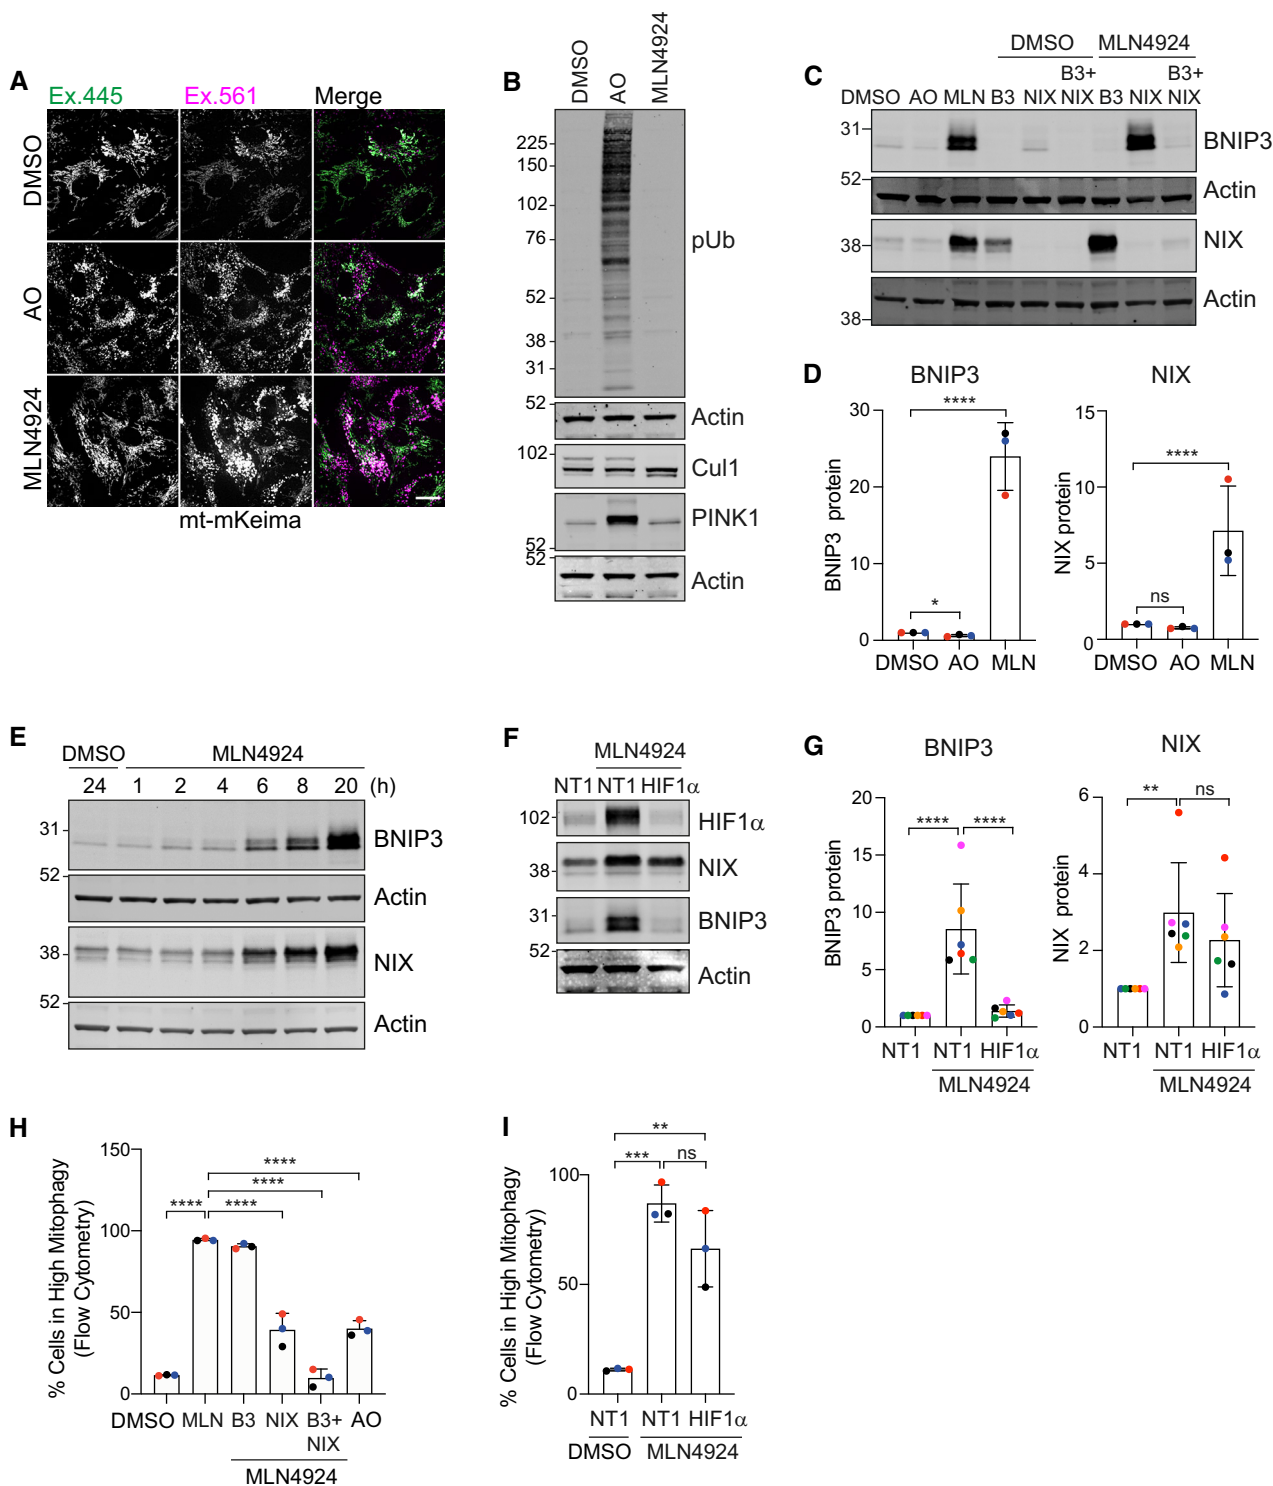 A
Ex.445 Ex.561 Merge
DMSO
AO
MLN4924
mt-mKeima
B
DMSO
AO
MLN4924
225
150
102
76
52
38
31
pUb
52
Actin
102
Cul1
PINK1
52
52
Actin
C
DMSO MLN4924
B3+ B3+
DMSO AO MLN B3 NIX NIX B3 NIX NIX
31
BNIP3
52
Actin
38
NIX
Actin
38
D
BNIP3
BNIP3 protein
30
20
10
0
****
*
DMSO AO MLN
NIX
NIX protein
15
10
5
0
****
ns
DMSO AO MLN
E
DMSO MLN4924
24 1 2 4 6 8 20 (h)
31
BNIP3
52
Actin
38
NIX
52
Actin
F
MLN4924
NT1 NT1 HIF1α
102
HIF1α
38
NIX
31
BNIP3
52
Actin
G
BNIP3
BNIP3 protein
20
15
10
5
0
**** ****
NT1 NT1 HIF1α
MLN4924
NIX
NIX protein
6
4
2
0
** ns
NT1 NT1 HIF1α
MLN4924
H
% Cells in High Mitophagy
(Flow Cytometry)
150
100
50
0
****
****
**** ****
DMSO MLN B3 NIX B3+ AO
NIX
MLN4924
I
% Cells in High Mitophagy
(Flow Cytometry)
100
50
0
**
*** ns
NT1 NT1 HIF1α
DMSO MLN4924